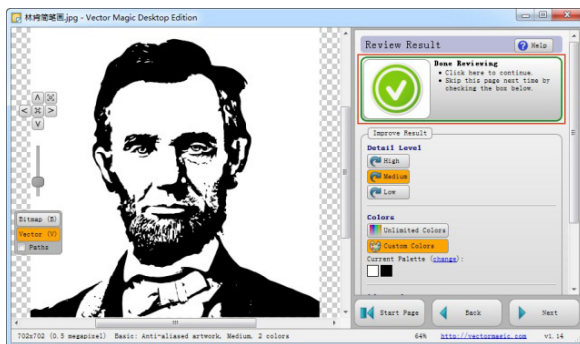 林肯简笔画.jpg - Vector Magic Desktop Edition
Review Result
Help
Done Reviewing
• Click here to continue.
• Skip this page next time by
checking the box below.
Improve Result
Detail Level
High
Medium
Low
Colors
Unlimited Colors
Custom Colors
Current Palette (change):
Bitmap (B)
Vector (V)
Paths
Start Page
Back
Next
702x702 (0.5 megapixel) Basic: Anti-aliased artwork, Medium, 2 colors
64%
http://vectormagic.com
v1.14